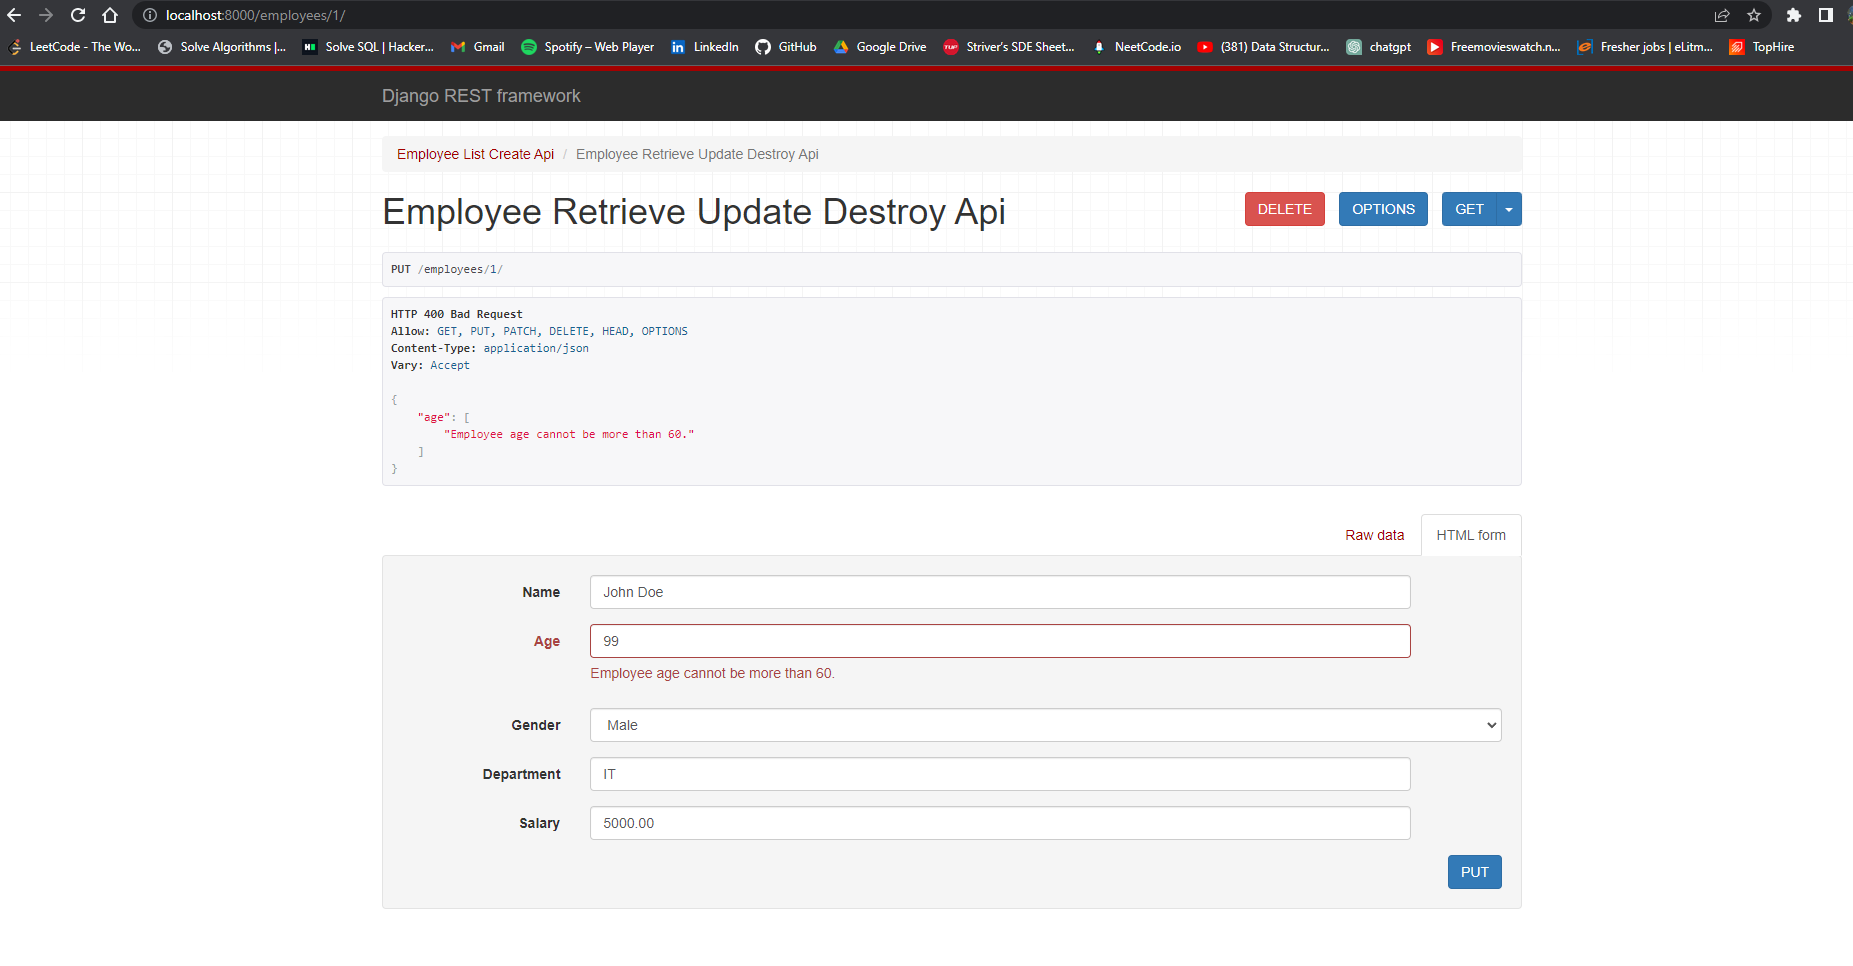 localhost:8000/employees/1/
LeetCode - The Wo... Solve Algorithms |... Solve SQL | Hacker... Gmail Spotify – Web Player LinkedIn GitHub Google Drive Striver's SDE Sheet... NeetCode.io (381) Data Structur... chatgpt Freemovieswatch.n... Fresher jobs | eLitm... TopHire
Django REST framework
Employee List Create Api / Employee Retrieve Update Destroy Api
Employee Retrieve Update Destroy Api DELETE OPTIONS GET
PUT /employees/1/
HTTP 400 Bad Request
Allow: GET, PUT, PATCH, DELETE, HEAD, OPTIONS
Content-Type: application/json
Vary: Accept
{
"age": [
"Employee age cannot be more than 60."
]
}
Raw data HTML form
Name John Doe
Age 99
Employee age cannot be more than 60.
Gender Male
Department IT
Salary 5000.00
PUT